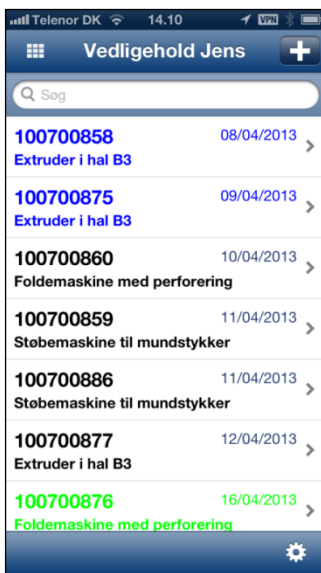 Telenor DK 14.10 VPN
Vedligehold Jens
Søg
100700858 08/04/2013
Extruder i hal B3
100700875 09/04/2013
Extruder i hal B3
100700860 10/04/2013
Foldemaskine med perforering
100700859 11/04/2013
Støbemaskine til mundstykker
100700886 11/04/2013
Støbemaskine til mundstykker
100700877 12/04/2013
Extruder i hal B3
100700876 16/04/2013
Foldemaskine med perforering